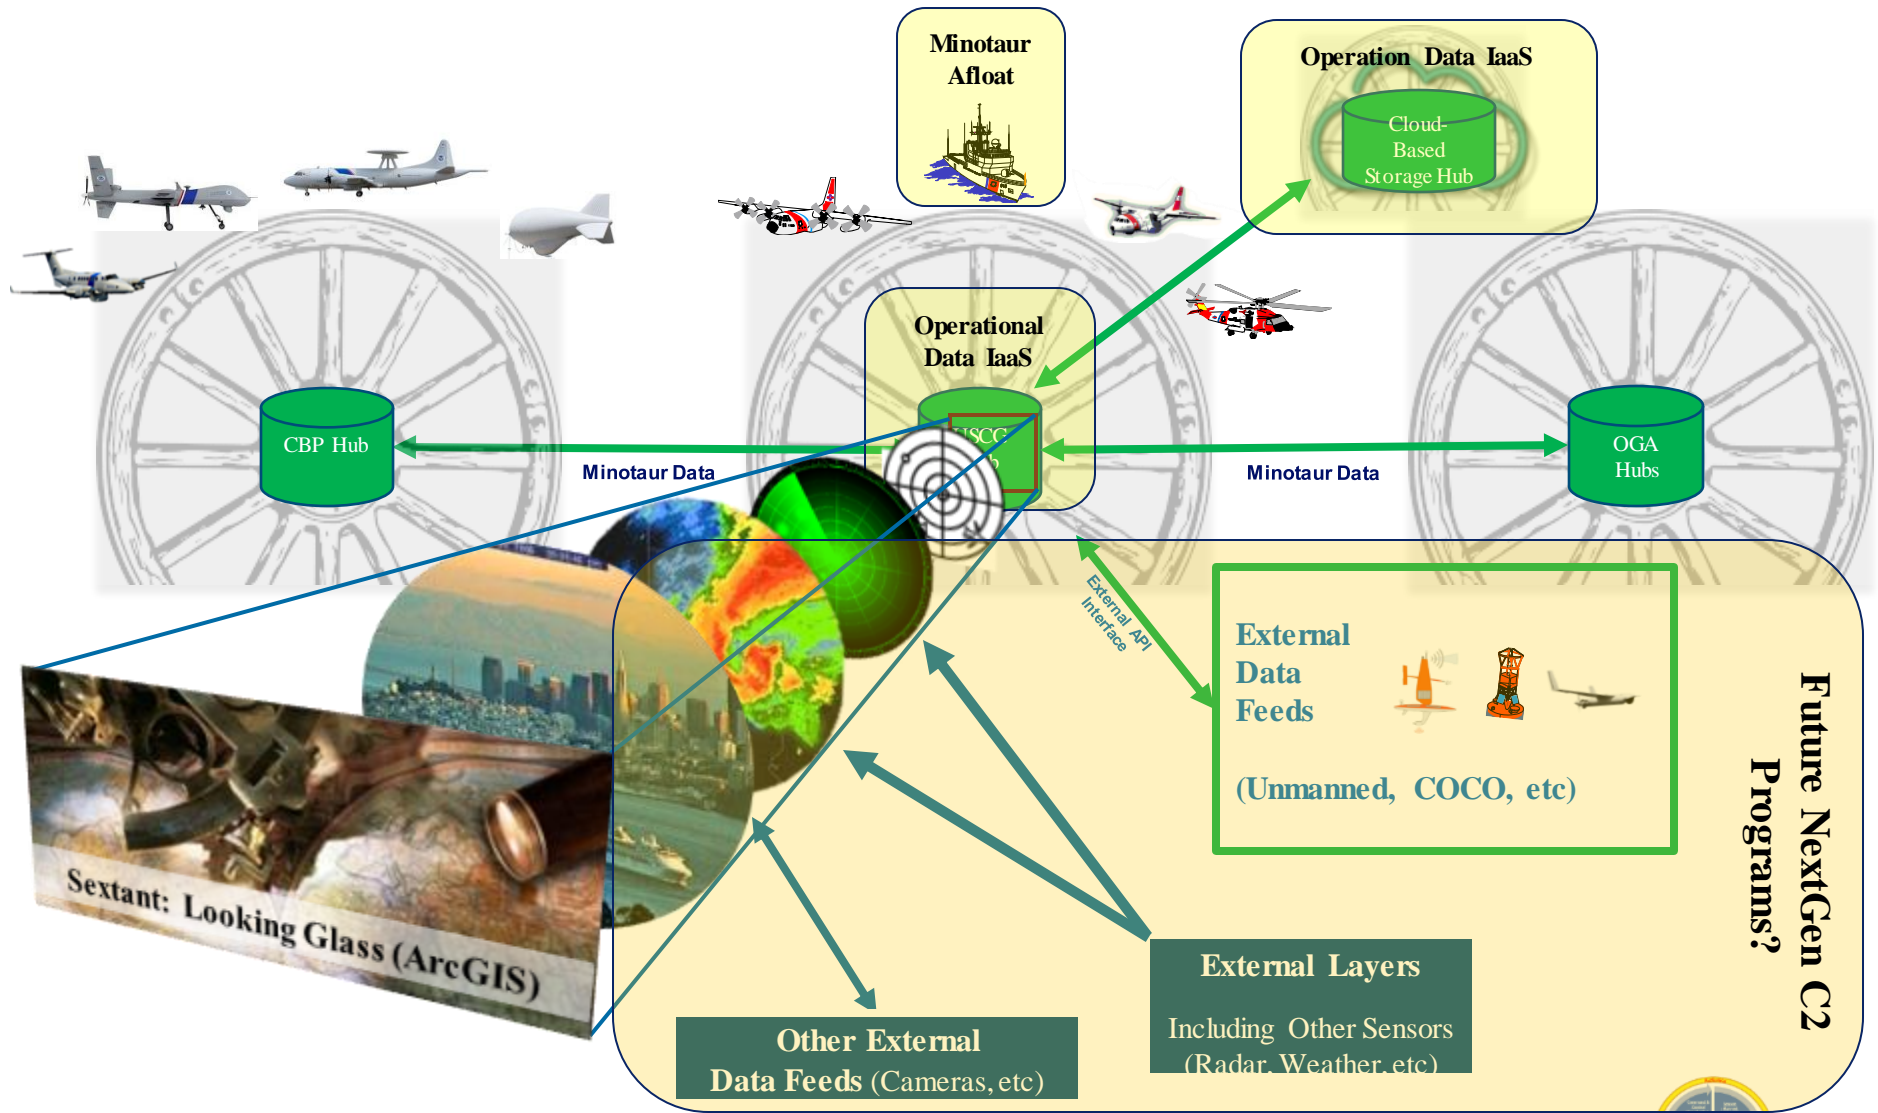 Minotaur
Afloat
Operation Data IaaS
Cloud-
Based
Storage Hub
Operational
Data IaaS
CBP Hub
USCG
OGA
Hubs
Minotaur Data
Minotaur Data
External API
Interface
External
Data
Feeds
(Unmanned, COCO, etc)
Future NextGen C2
Programs?
Sextant: Looking Glass (ArcGIS)
External Layers
Including Other Sensors
(Radar, Weather, etc)
Other External
Data Feeds (Cameras, etc)